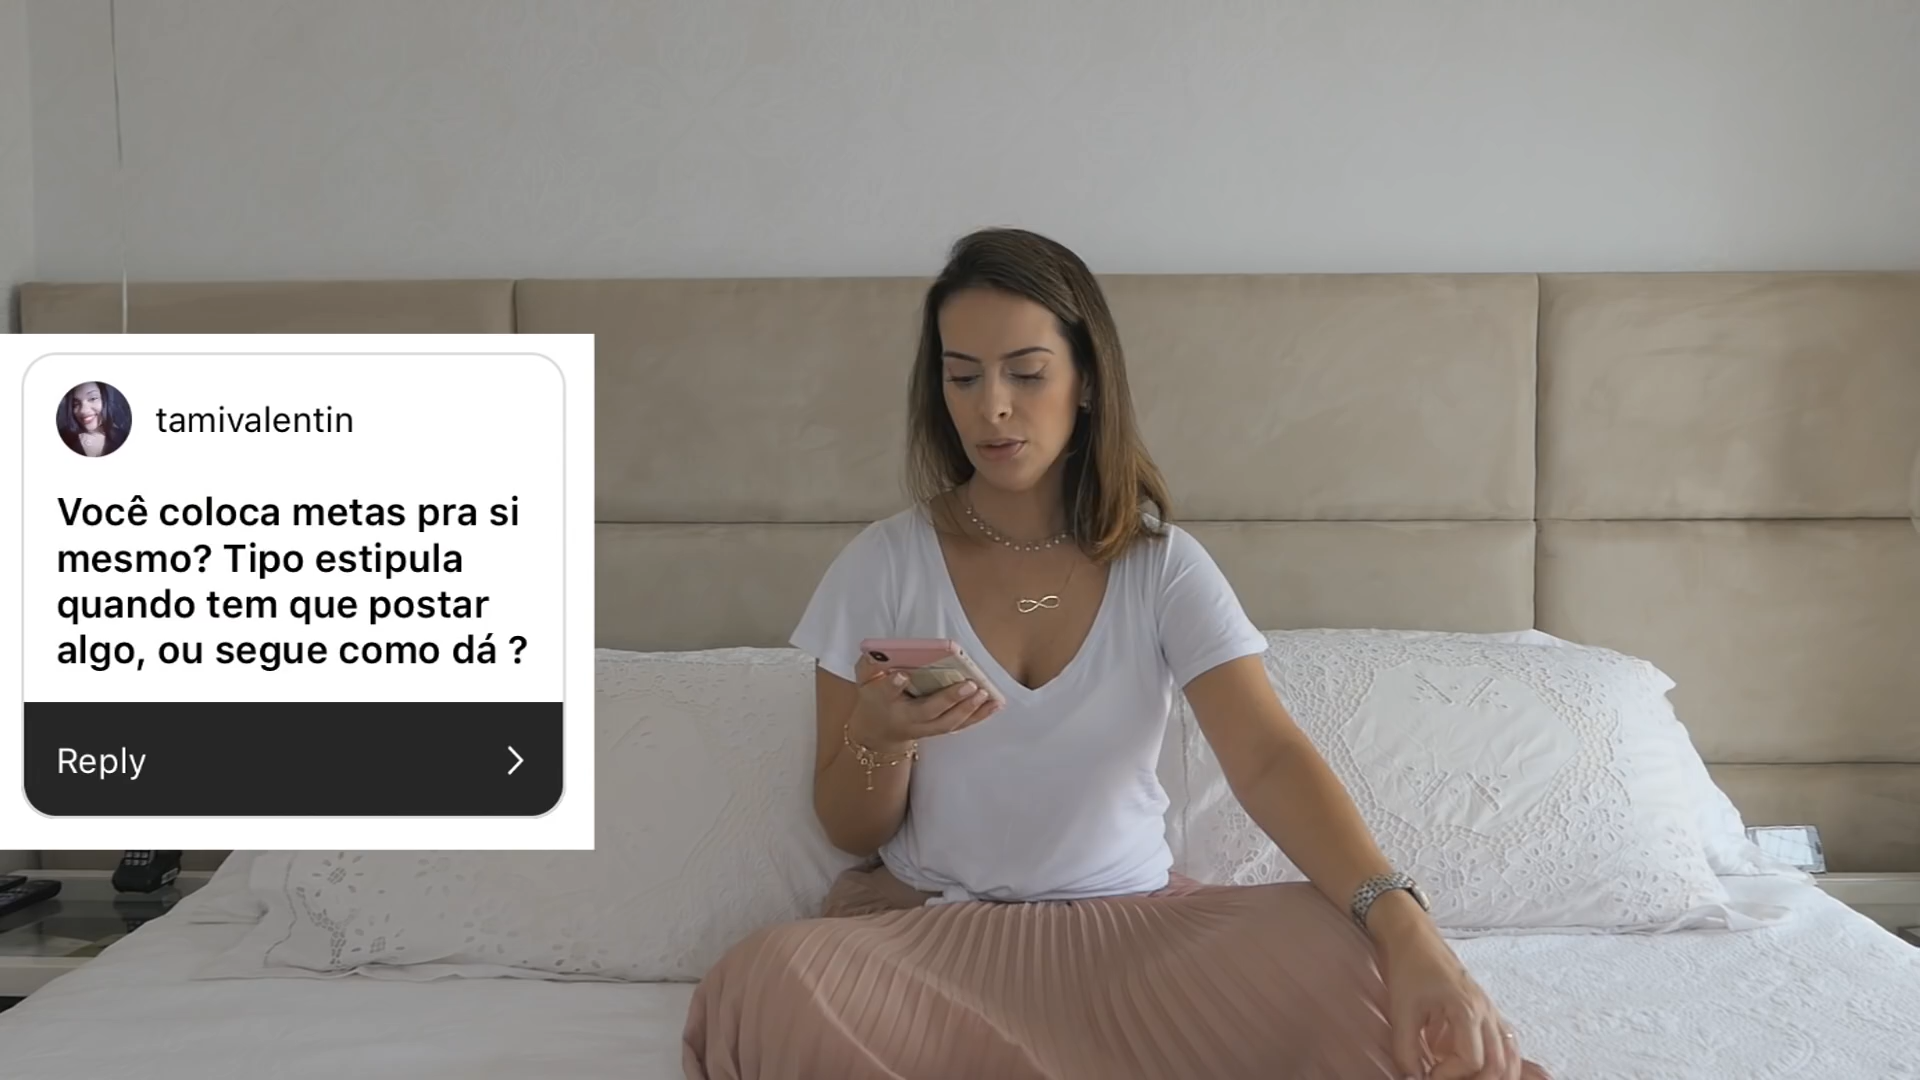 tamivalentin
Você coloca metas pra si
mesmo? Tipo estipula
quando tem que postar
algo, ou segue como dá ?
Reply